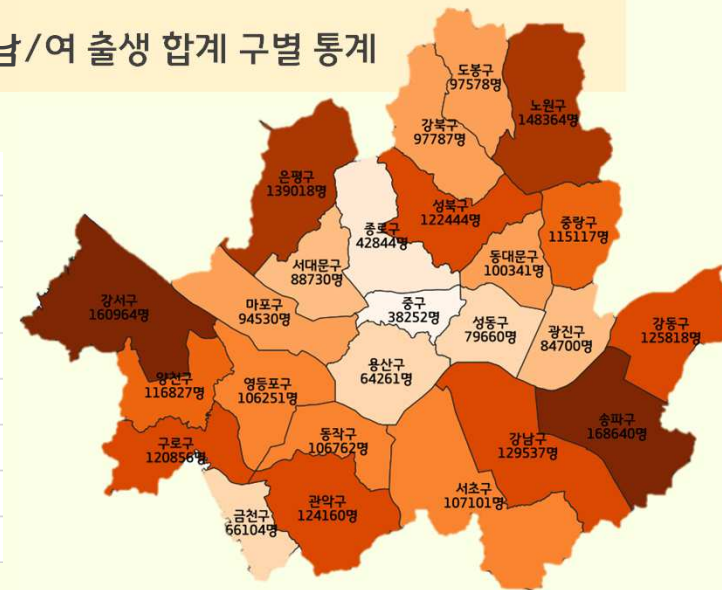 남/여 출생 합계 구별 통계
도봉구
97578명
노원구
148364명
강북구
97787명
은평구
139018명
성북구
122444명
중랑구
115117명
종로구
42844명
동대문구
100341명
서대문구
88730명
강서구
160964명
마포구
94530명
중구
38252명
성동구
79660명
광진구
84700명
강동구
125818명
용산구
64261명
양천구
116827명
영등포구
106251명
송파구
168640명
구로구
120856명
동작구
106762명
강남구
129537명
관악구
124160명
서초구
107101명
금천구
66104명